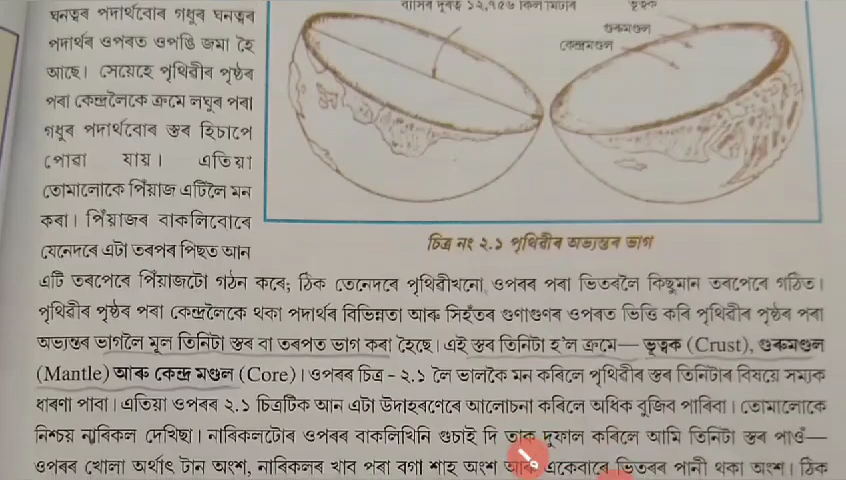 ঘনত্বৰ পদাৰ্থবোৰ গধুৰ ঘনত্বৰ
পদাৰ্থৰ ওপৰত ওপঙি জমা হৈ
আছে। সেয়েহে পৃথিৱীৰ পৃষ্ঠৰ
পৰা কেন্দ্ৰলৈকে ক্ৰমে লঘুৰ পৰা
গধুৰ পদাৰ্থবোৰ স্তৰ হিচাপে
পোৱা যায়। এতিয়া
তোমালোকে পিঁয়াজ এটিলৈ মন
কৰা। পিঁয়াজৰ বাকলিবোৰে
যেনেদৰে এটা তৰপৰ পিছত আন
ব্যাসৰ দূৰত্ব ১২,৭৫৬ কিলমিটাৰ
ভূত্বক
গুৰুমণ্ডল
কেন্দ্ৰমণ্ডল
চিত্ৰ নং ২.১ পৃথিৱীৰ অভ্যন্তৰ ভাগ
এটি তৰপেৰে পিঁয়াজটো গঠন কৰে; ঠিক তেনেদৰে পৃথিৱীখনো ওপৰৰ পৰা ভিতৰলৈ কিছুমান তৰপেৰে গঠিত।
পৃথিৱীৰ পৃষ্ঠৰ পৰা কেন্দ্ৰলৈকে থকা পদাৰ্থৰ বিভিন্নতা আৰু সিহঁতৰ গুণাগুণৰ ওপৰত ভিত্তি কৰি পৃথিৱীৰ পৃষ্ঠৰ পৰা
অভ্যন্তৰ ভাগলৈ মূল তিনিটা স্তৰ বা তৰপত ভাগ কৰা হৈছে। এই স্তৰ তিনিটা হ'ল ক্ৰমে— ভূত্বক (Crust), গুৰুমণ্ডল
(Mantle) আৰু কেন্দ্ৰ মণ্ডল (Core)। ওপৰৰ চিত্ৰ - ২.১ লৈ ভালকৈ মন কৰিলে পৃথিৱীৰ স্তৰ তিনিটাৰ বিষয়ে সম্যক
ধাৰণা পাবা। এতিয়া ওপৰৰ ২.১ চিত্ৰটিক আন এটা উদাহৰণেৰে আলোচনা কৰিলে অধিক বুজিব পাৰিবা। তোমালোকে
নিশ্চয় নাৰিকল দেখিছা। নাৰিকলটোৰ ওপৰৰ বাকলিখিনি গুচাই দি তাক দুফাল কৰিলে আমি তিনিটা স্তৰ পাওঁ—
ওপৰৰ খোলা অৰ্থাৎ টান অংশ, নাৰিকলৰ খাব পৰা বগা শাহ অংশ আৰু একেবাৰে ভিতৰৰ পানী থকা অংশ। ঠিক